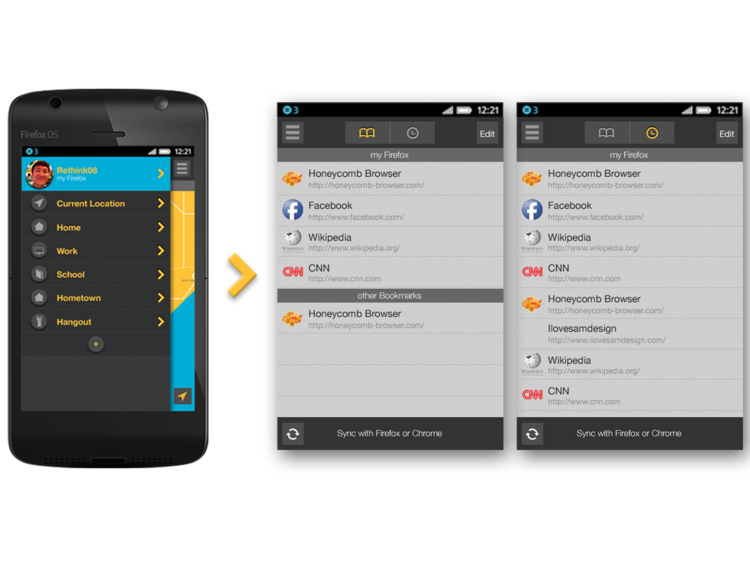 Firefox OS
3 12:21
Rethink08
my Firefox
Current Location
Home
Work
School
Hometown
Hangout
+
3 12:21
Edit
my Firefox
Honeycomb Browser
http://honeycomb-browser.com/
Facebook
http://www.facebook.com/
Wikipedia
http://www.wikipedia.org/
CNN
CNN
http://www.cnn.com
other Bookmarks
Honeycomb Browser
http://honeycomb-browser.com/
Sync with Firefox or Chrome
3 12:21
Edit
my Firefox
Honeycomb Browser
http://honeycomb-browser.com/
Facebook
http://www.facebook.com/
Wikipedia
http://www.wikipedia.org/
CNN
CNN
http://www.cnn.com
Honeycomb Browser
http://honeycomb-browser.com/
Ilovesamdesign
http://www.ilovesamdesign.com/
Wikipedia
http://www.wikipedia.org/
CNN
CNN
http://www.cnn.com
Sync with Firefox or Chrome